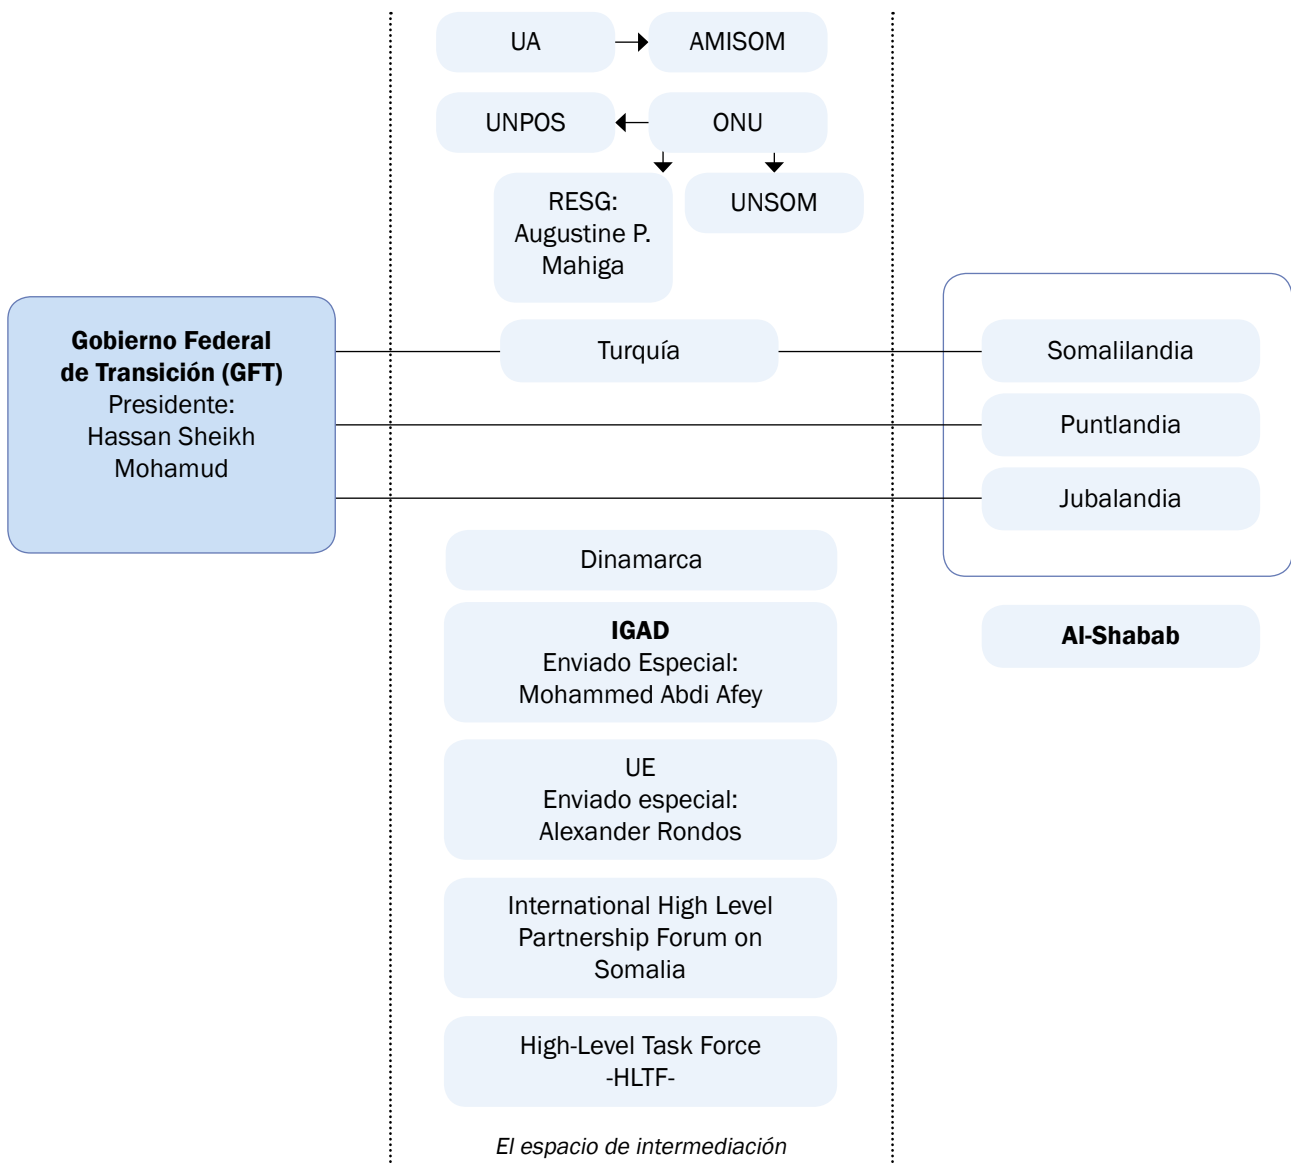 UA
AMISOM
UNPOS
ONU
RESG:
Augustine P.
Mahiga
UNSOM
Gobierno Federal
de Transición (GFT)
Presidente:
Hassan Sheikh
Mohamud
Turquía
Somalilandia
Puntlandia
Jubalandia
Dinamarca
IGAD
Enviado Especial:
Mohammed Abdi Afey
Al-Shabab
UE
Enviado especial:
Alexander Rondos
International High Level
Partnership Forum on
Somalia
High-Level Task Force
-HLTF-
El espacio de intermediación